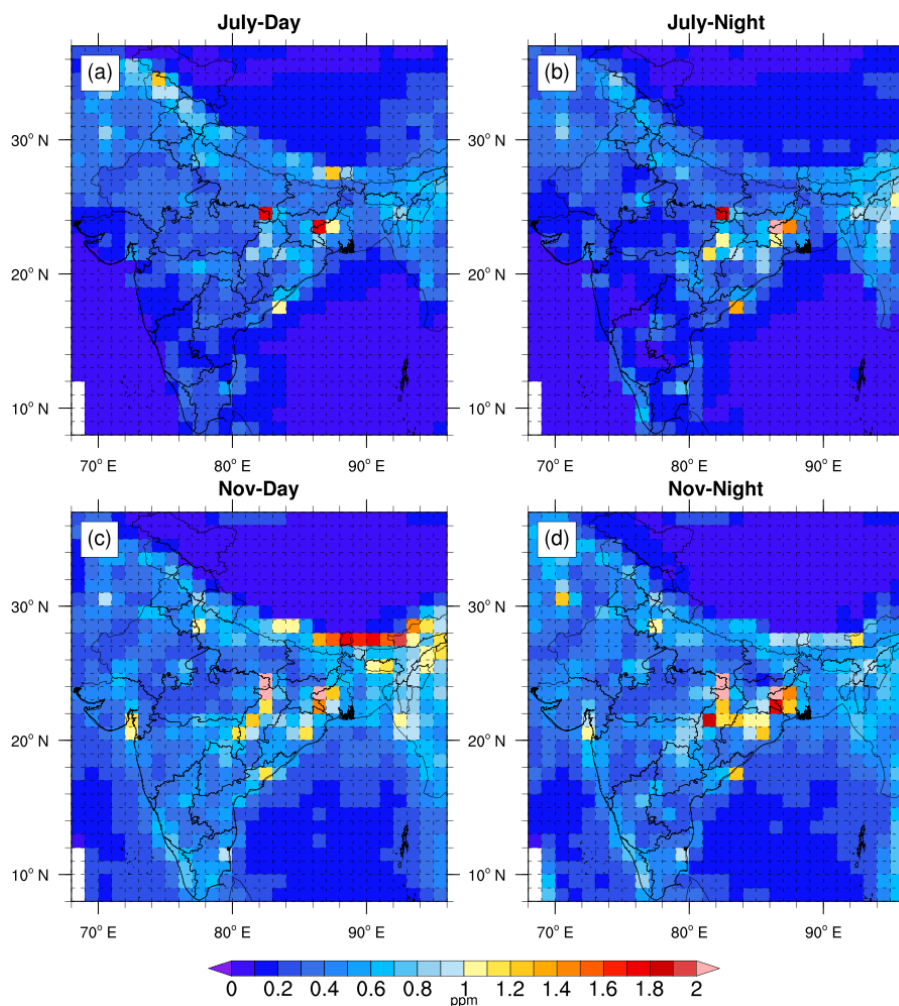 July-Day
July-Night
(a)
(b)
30° N
30° N
20° N
20° N
10° N
10° N
70° E
80° E
90° E
70° E
80° E
90° E
Nov-Day
Nov-Night
(c)
(d)
30° N
30° N
20° N
20° N
10° N
10° N
70° E
80° E
90° E
70° E
80° E
90° E
0 0.2 0.4 0.6 0.8 1 1.2 1.4 1.6 1.8 2
ppm